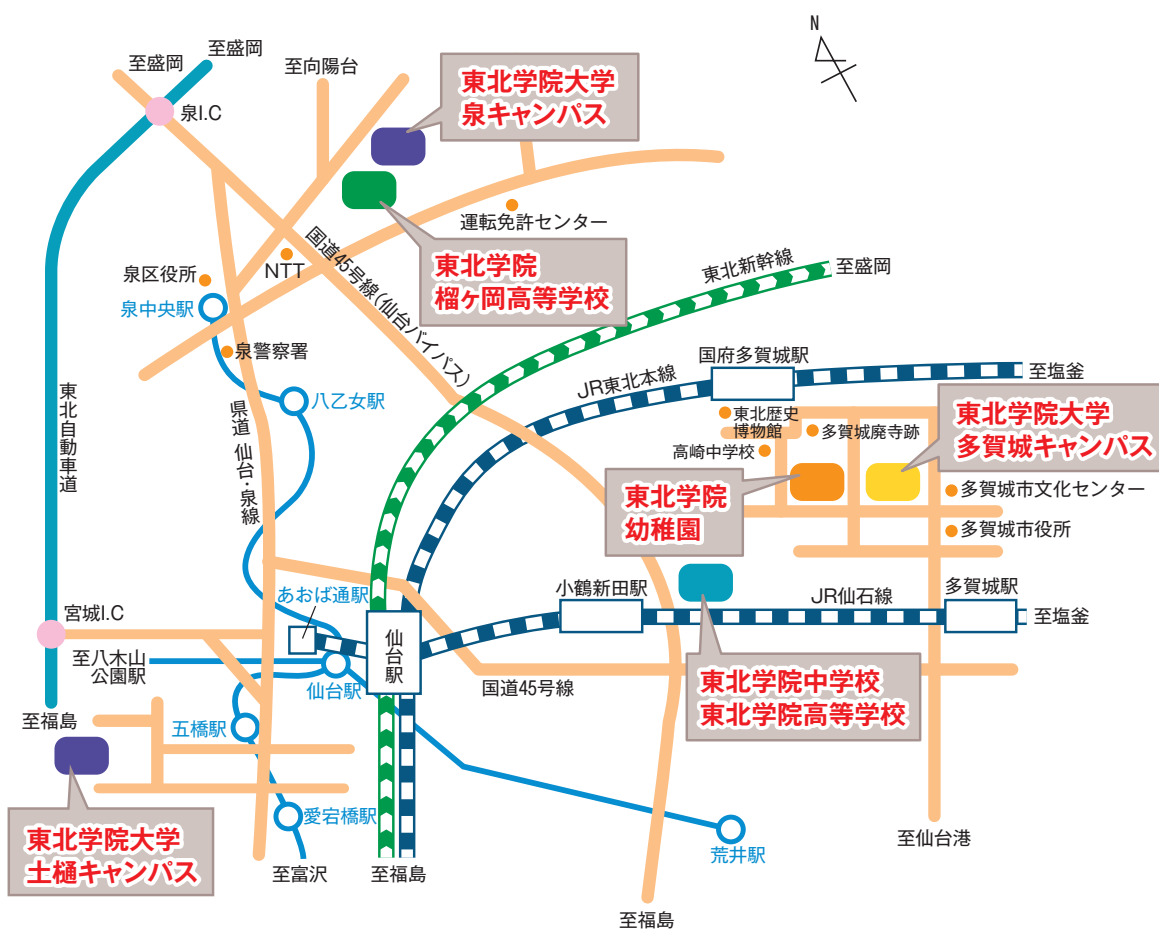 N
至盛岡
至盛岡
至向陽台
泉I.C
東北学院大学
泉キャンパス
運転免許センター
国道45号線（仙台バイパス）
NTT
東北学院
榴ヶ岡高等学校
泉区役所
泉中央駅
泉警察署
東北新幹線
至盛岡
八乙女駅
県道 仙台・泉線
東北自動車道
JR東北本線
国府多賀城駅
至塩釜
東北歴史
博物館
多賀城廃寺跡
高崎中学校
東北学院大学
多賀城キャンパス
東北学院
幼稚園
多賀城市文化センター
多賀城市役所
あおば通駅
小鶴新田駅
JR仙石線
多賀城駅
至塩釜
宮城I.C
仙台駅
至八木山
公園駅
仙台駅
国道45号線
東北学院中学校
東北学院高等学校
至福島
五橋駅
東北学院大学
土樋キャンパス
愛宕橋駅
至富沢
至福島
荒井駅
至仙台港
至福島